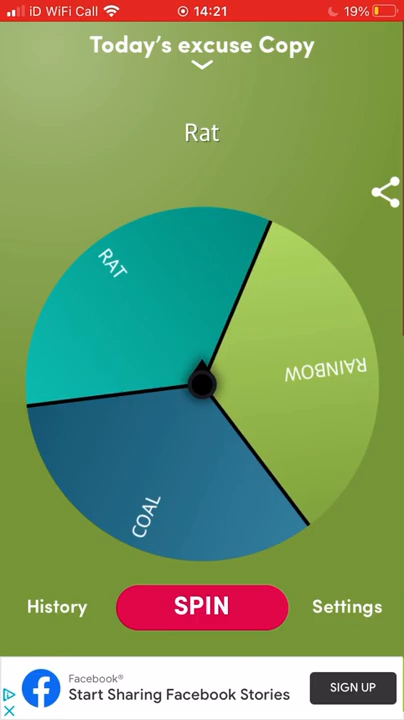 iD WiFi Call 14:21 19%
Today's excuse Copy
Rat
RAT
RAINBOW
COAL
History SPIN Settings
Facebook®
Start Sharing Facebook Stories
SIGN UP